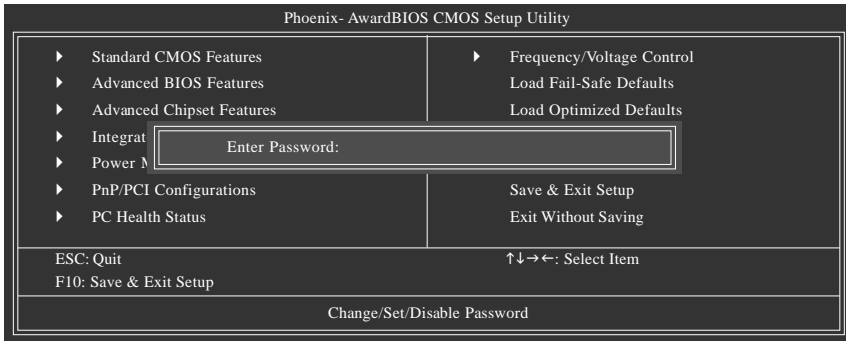 Phoenix- AwardBIOS CMOS Setup Utility
Standard CMOS Features
Advanced BIOS Features
Advanced Chipset Features
Integrat
Power M
PnP/PCI Configurations
PC Health Status
Frequency/Voltage Control
Load Fail-Safe Defaults
Load Optimized Defaults
Enter Password:
Save & Exit Setup
Exit Without Saving
ESC: Quit
F10: Save & Exit Setup
↑↓→←: Select Item
Change/Set/Disable Password